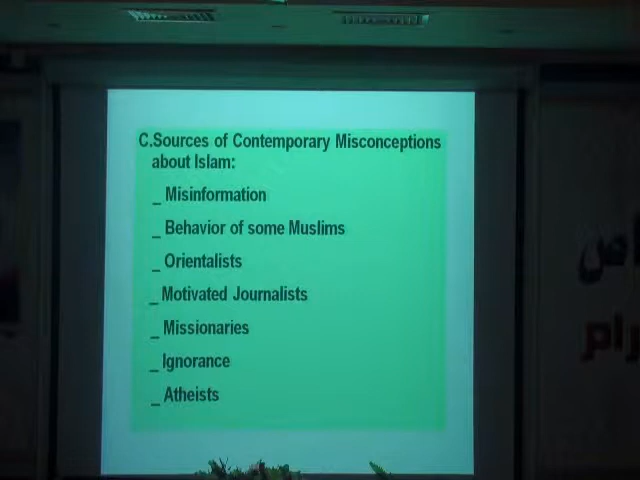 C.Sources of Contemporary Misconceptions
about Islam:
_ Misinformation
_ Behavior of some Muslims
_ Orientalists
_ Motivated Journalists
_ Missionaries
_ Ignorance
_ Atheists